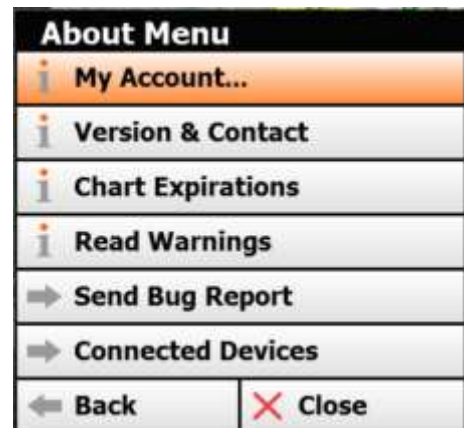 About Menu
My Account...
Version & Contact
Chart Expirations
Read Warnings
Send Bug Report
Connected Devices
Back
Close